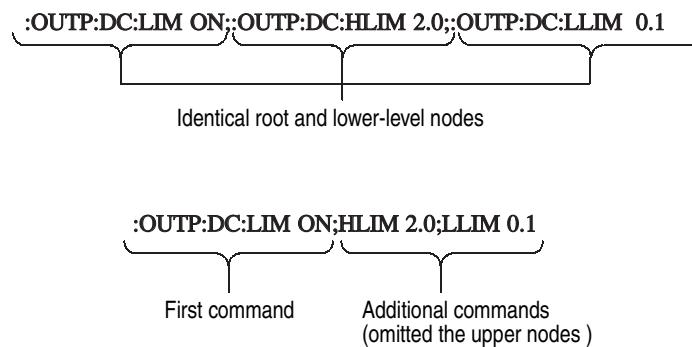 :OUTP:DC:LIM ON;:OUTP:DC:HLIM 2.0;:OUTP:DC:LLIM 0.1
Identical root and lower-level nodes
:OUTP:DC:LIM ON;HLIM 2.0;LLIM 0.1
First command
Additional commands
(omitted the upper nodes )